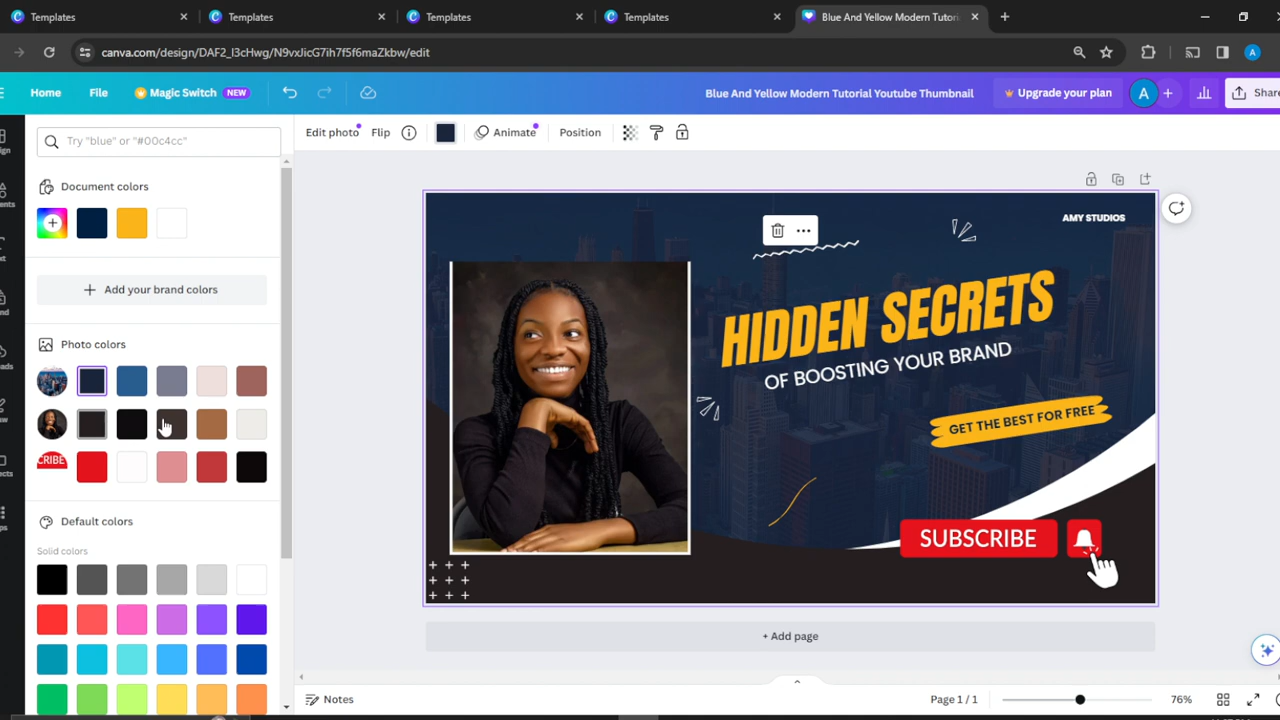 Templates
Templates
Templates
Templates
Blue And Yellow Modern Tutori
canva.com/design/DAF2_l3cHwg/N9vxJicG7ih7f5f6maZkbw/edit
A
Home
File
Magic Switch
NEW
Blue And Yellow Modern Tutorial Youtube Thumbnail
Upgrade your plan
A
Share
Try "blue" or "#00c4cc"
Edit photo
Flip
Animate
Position
Document colors
Add your brand colors
Photo colors
CRIBE
Default colors
Solid colors
AMY STUDIOS
HIDDEN SECRETS
OF BOOSTING YOUR BRAND
GET THE BEST FOR FREE
SUBSCRIBE
+ Add page
Notes
Page 1 / 1
76%